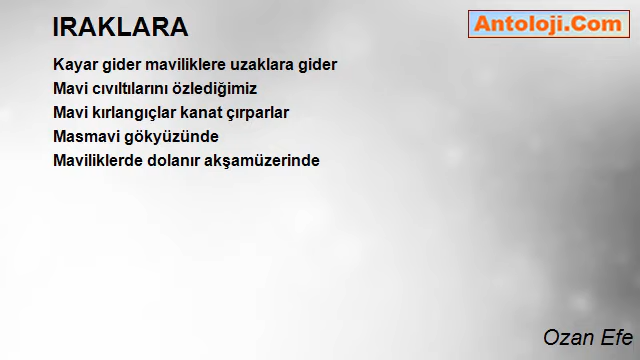 IRAKLARA
Antoloji.Com
Kayar gider maviliklere uzaklara gider
Mavi cıvıltılarını özlediğimiz
Mavi kırlangıçlar kanat çırparlar
Masmavi gökyüzünde
Maviliklerde dolanır akşamüzerinde
Ozan Efe